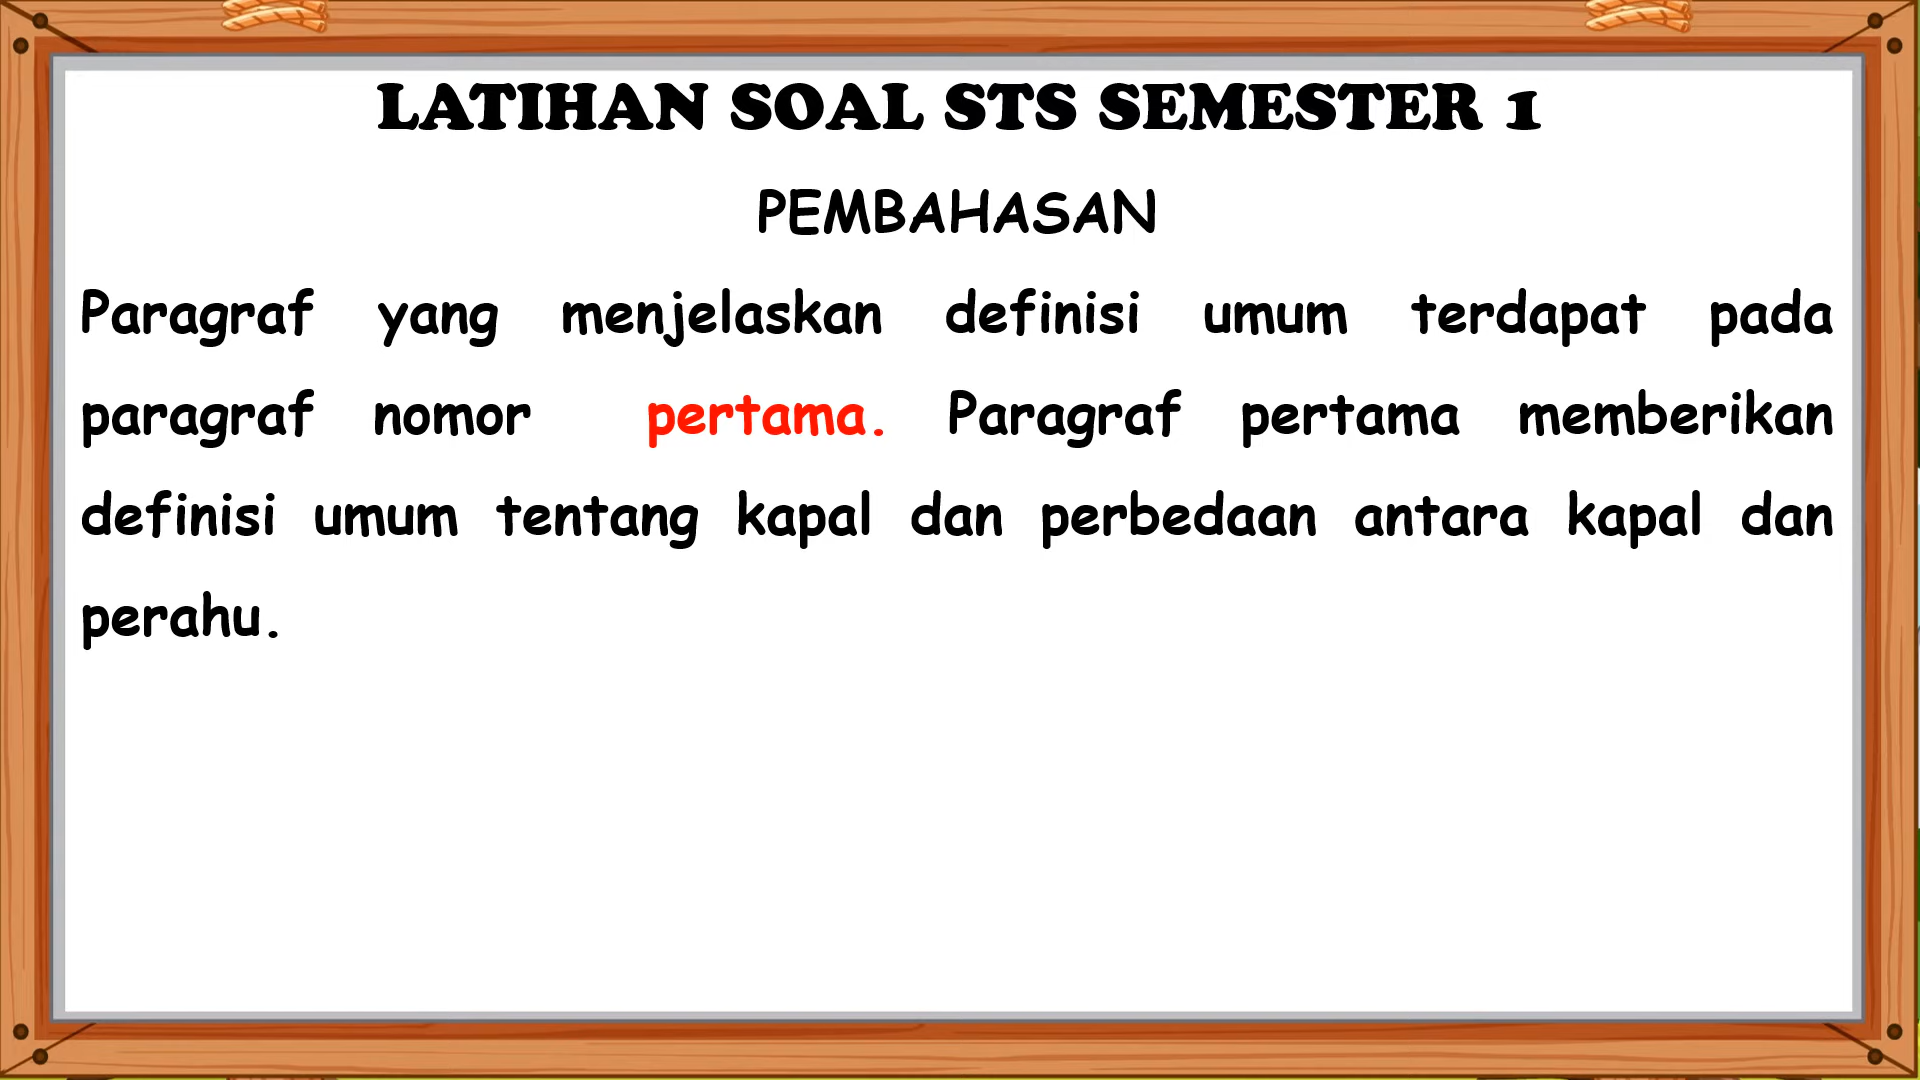 LATIHAN SOAL STS SEMESTER 1
PEMBAHASAN
Paragraf yang menjelaskan definisi umum terdapat pada
paragraf nomor pertama. Paragraf pertama memberikan
definisi umum tentang kapal dan perbedaan antara kapal dan
perahu.